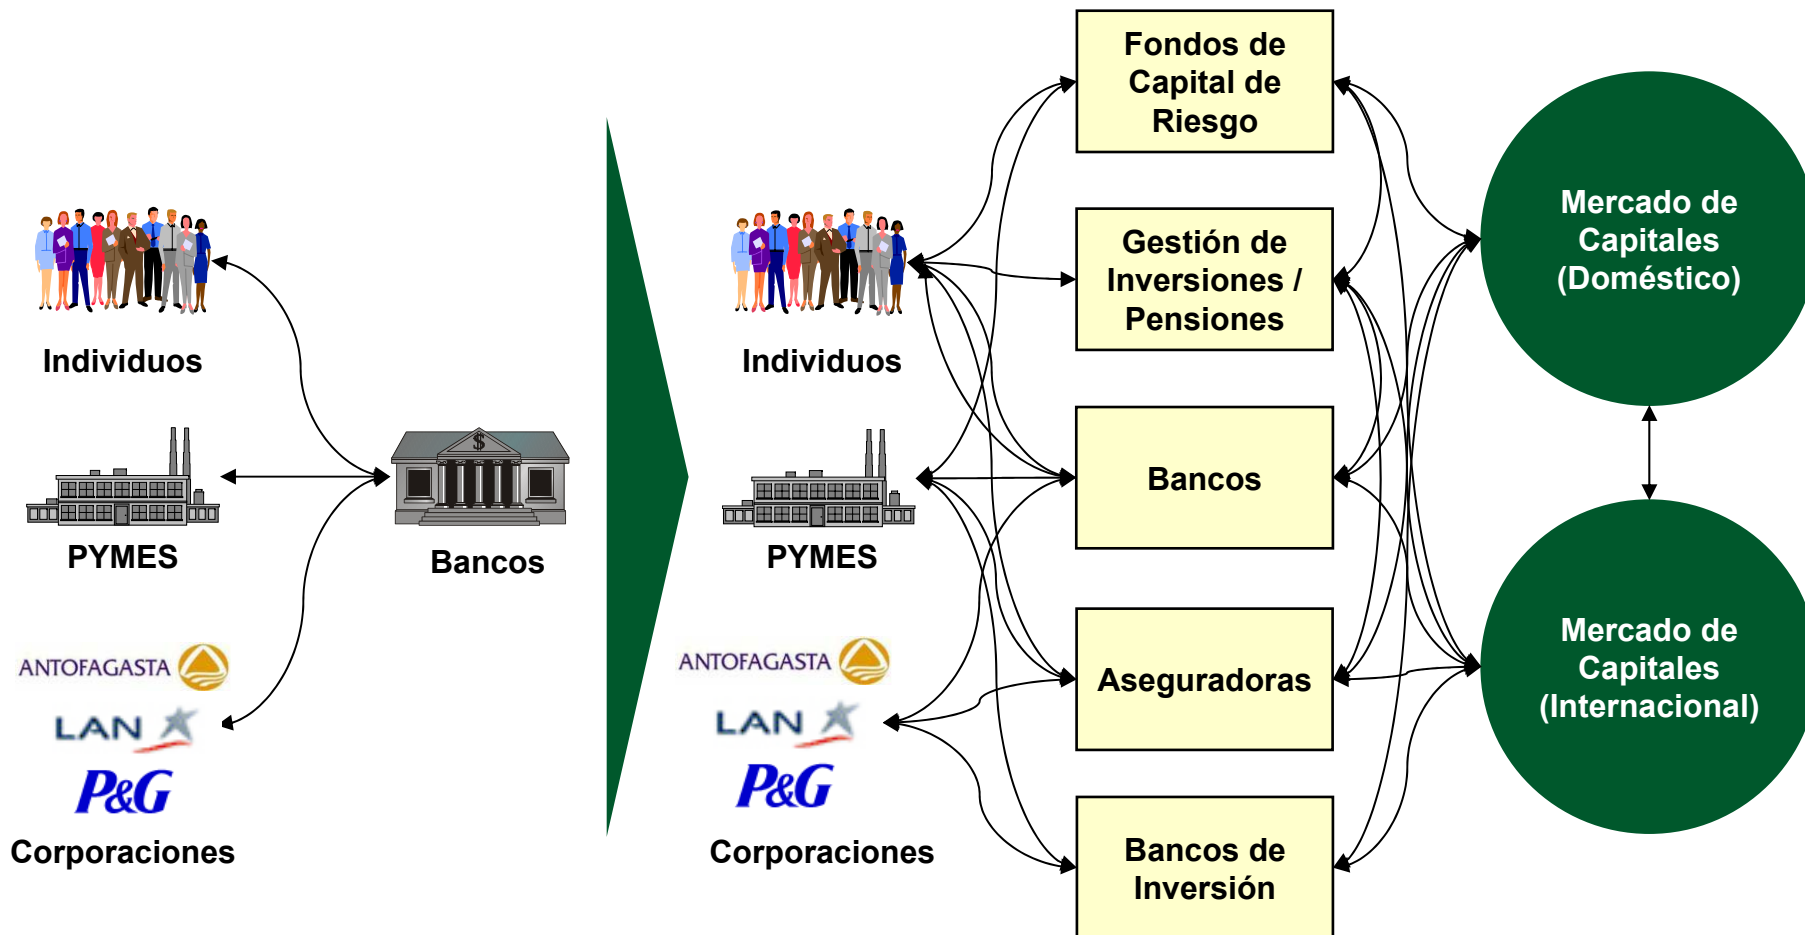 Individuos
$
PYMES
Bancos
ANTOFAGASTA
LAN
P&G
Corporaciones
Individuos
PYMES
ANTOFAGASTA
LAN
P&G
Corporaciones
Fondos de
Capital de
Riesgo
Gestión de
Inversiones /
Pensiones
Bancos
Aseguradoras
Bancos de
Inversión
Mercado de
Capitales
(Doméstico)
Mercado de
Capitales
(Internacional)